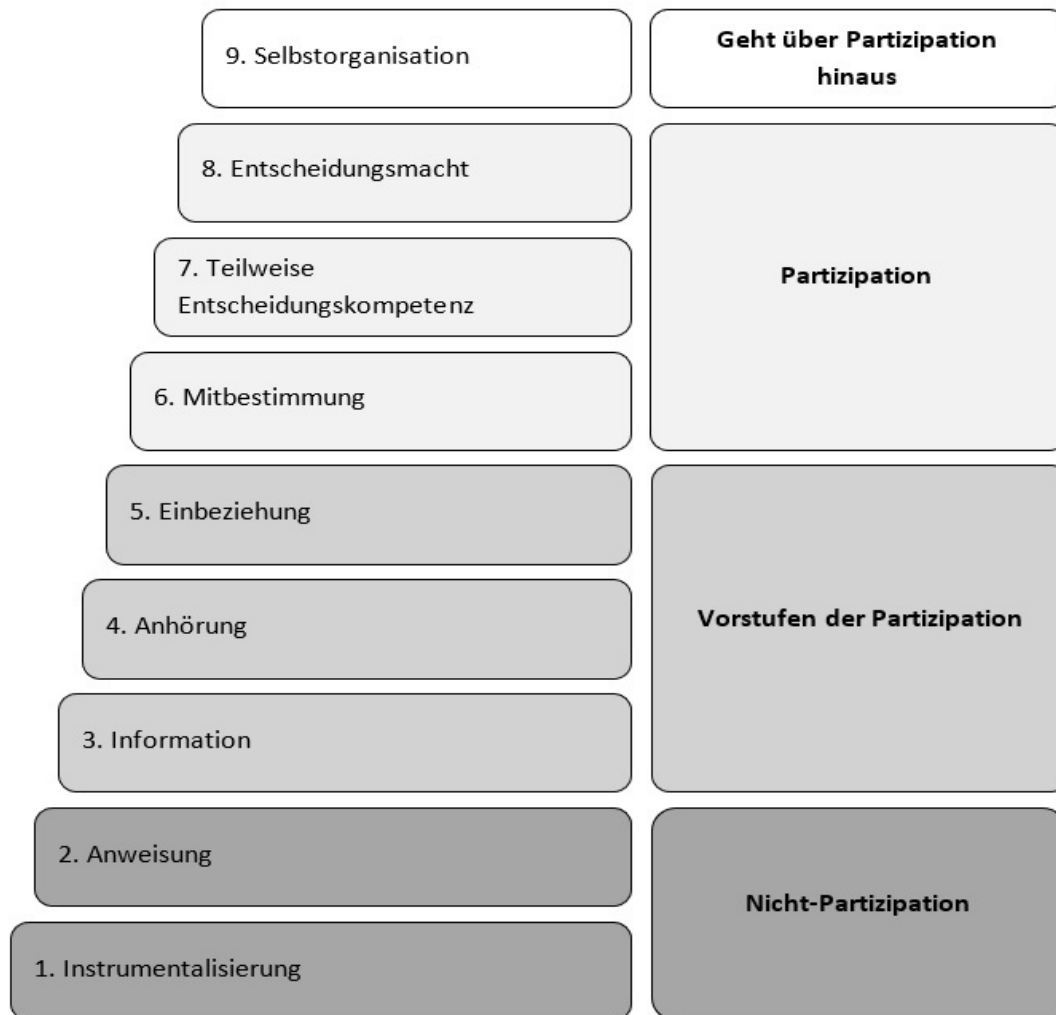 9. Selbstorganisation
Geht über Partizipation
hinaus
8. Entscheidungsmacht
7. Teilweise
Entscheidungskompetenz
6. Mitbestimmung
Partizipation
5. Einbeziehung
4. Anhörung
3. Information
Vorstufen der Partizipation
2. Anweisung
1. Instrumentalisierung
Nicht-Partizipation